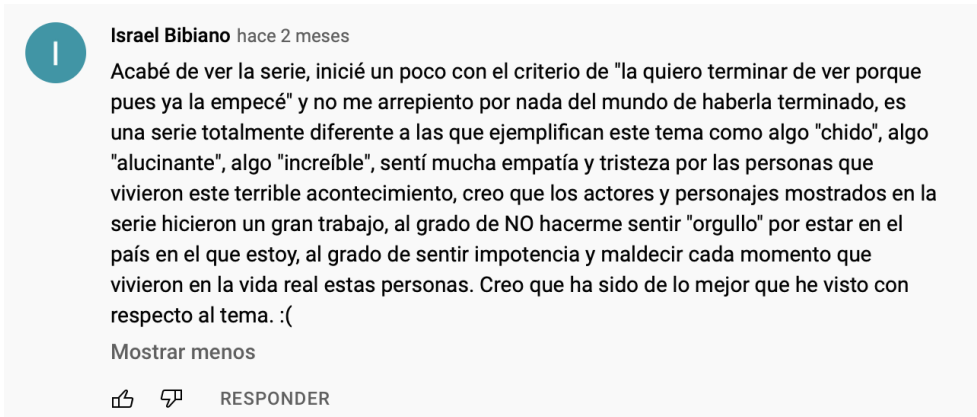 I
Israel Bibiano hace 2 meses
Acabé de ver la serie, inicié un poco con el criterio de "la quiero terminar de ver porque
pues ya la empecé" y no me arrepiento por nada del mundo de haberla terminado, es
una serie totalmente diferente a las que ejemplifican este tema como algo "chido", algo
"alucinante", algo "increíble", sentí mucha empatía y tristeza por las personas que
vivieron este terrible acontecimiento, creo que los actores y personajes mostrados en la
serie hicieron un gran trabajo, al grado de NO hacerme sentir "orgullo" por estar en el
país en el que estoy, al grado de sentir impotencia y maldecir cada momento que
vivieron en la vida real estas personas. Creo que ha sido de lo mejor que he visto con
respecto al tema. :(
Mostrar menos
RESPONDER